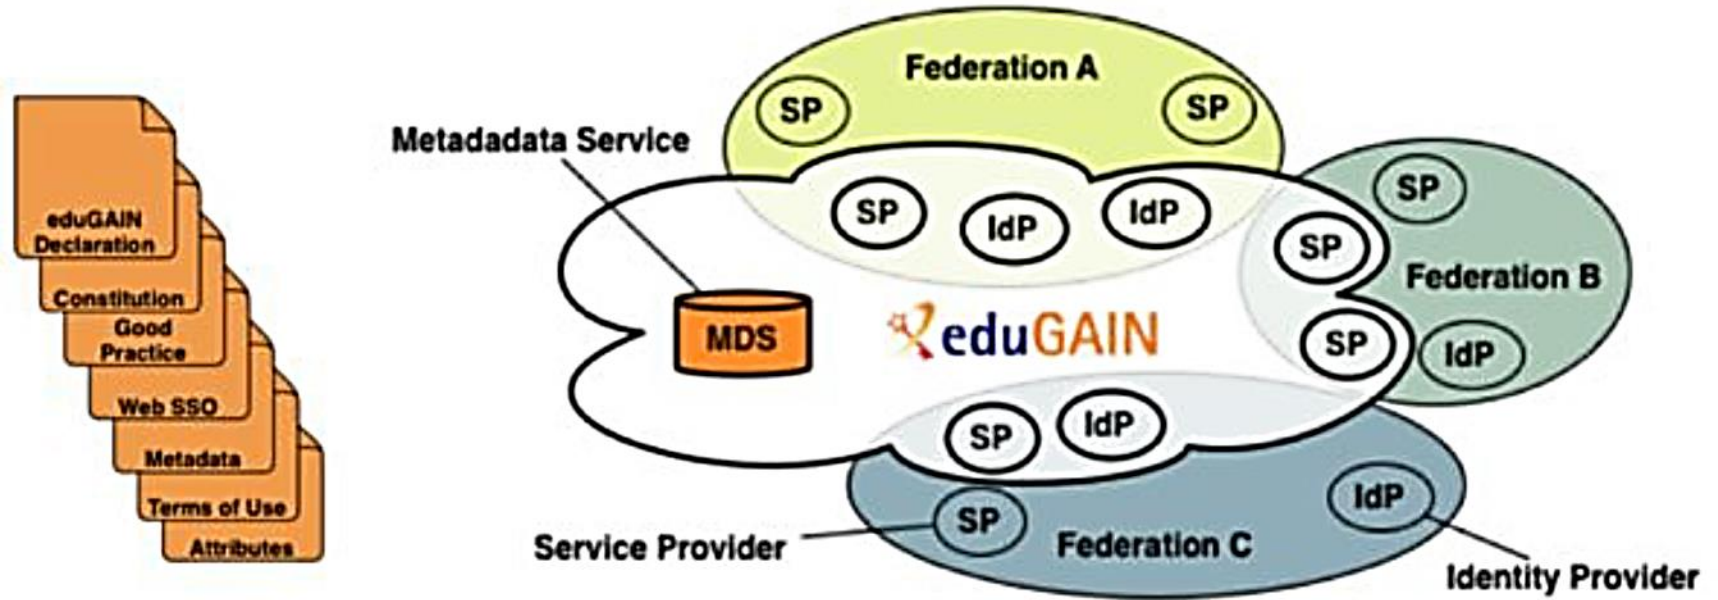 eduGAIN
Declaration
Constitution
Good
Practice
Web SSO
Metadata
Terms of Use
Attributes
Metadadata Service
MDS
eduGAIN
Federation A
SP
SP
SP
IdP
IdP
SP
SP
Federation B
SP
IdP
SP
IdP
SP
IdP
Federation C
Service Provider
Identity Provider